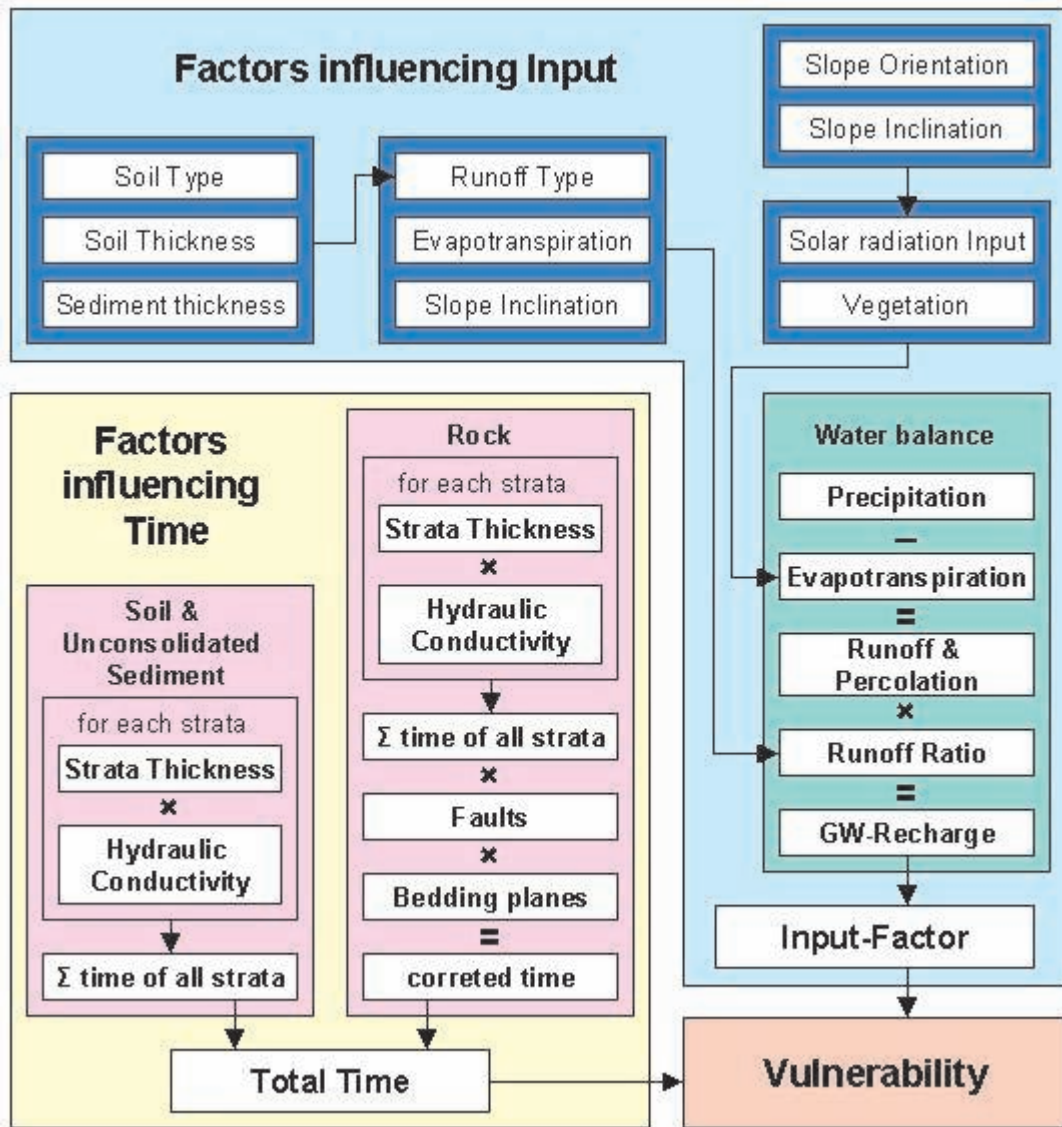 Factors influencing Input
Slope Orientation
Slope Inclination
Soil Type
Soil Thickness
Sediment thickness
Runoff Type
Evapotranspiration
Slope Inclination
Solar radiation Input
Vegetation
Factors
influencing
Time
Soil &
Unconsolidated
Sediment
for each strata
Strata Thickness
×
Hydraulic
Conductivity
Σ time of all strata
Rock
for each strata
Strata Thickness
×
Hydraulic
Conductivity
Σ time of all strata
×
Faults
×
Bedding planes
=
correted time
Total Time
Water balance
Precipitation
–
Evapotranspiration
=
Runoff &
Percolation
×
Runoff Ratio
=
GW-Recharge
Input-Factor
Vulnerability